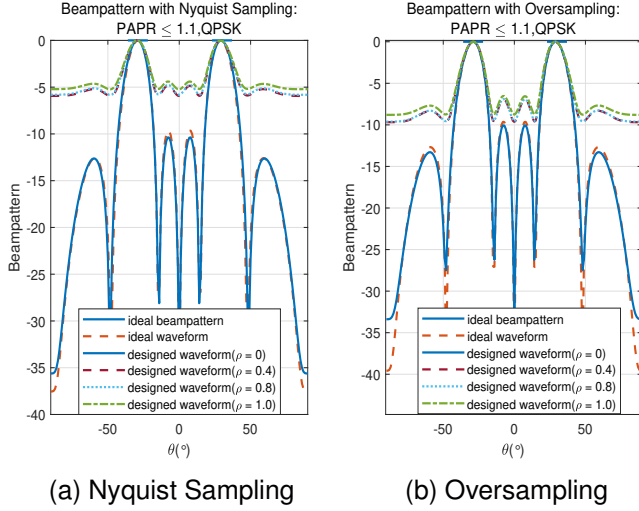 Beampattern with Nyquist Sampling:
PAPR ≤ 1.1,QPSK
0
-5
-10
-15
-20
-25
-30
-35
-40
Beampattern
-50
0
50
θ(°)
ideal beampattern
ideal waveform
designed waveform(ρ = 0)
designed waveform(ρ = 0.4)
designed waveform(ρ = 0.8)
designed waveform(ρ = 1.0)
(a) Nyquist Sampling
Beampattern with Oversampling:
PAPR ≤ 1.1,QPSK
0
-5
-10
-15
-20
-25
-30
-35
-40
Beampattern
-50
0
50
θ(°)
ideal beampattern
ideal waveform
designed waveform(ρ = 0)
designed waveform(ρ = 0.4)
designed waveform(ρ = 0.8)
designed waveform(ρ = 1.0)
(b) Oversampling